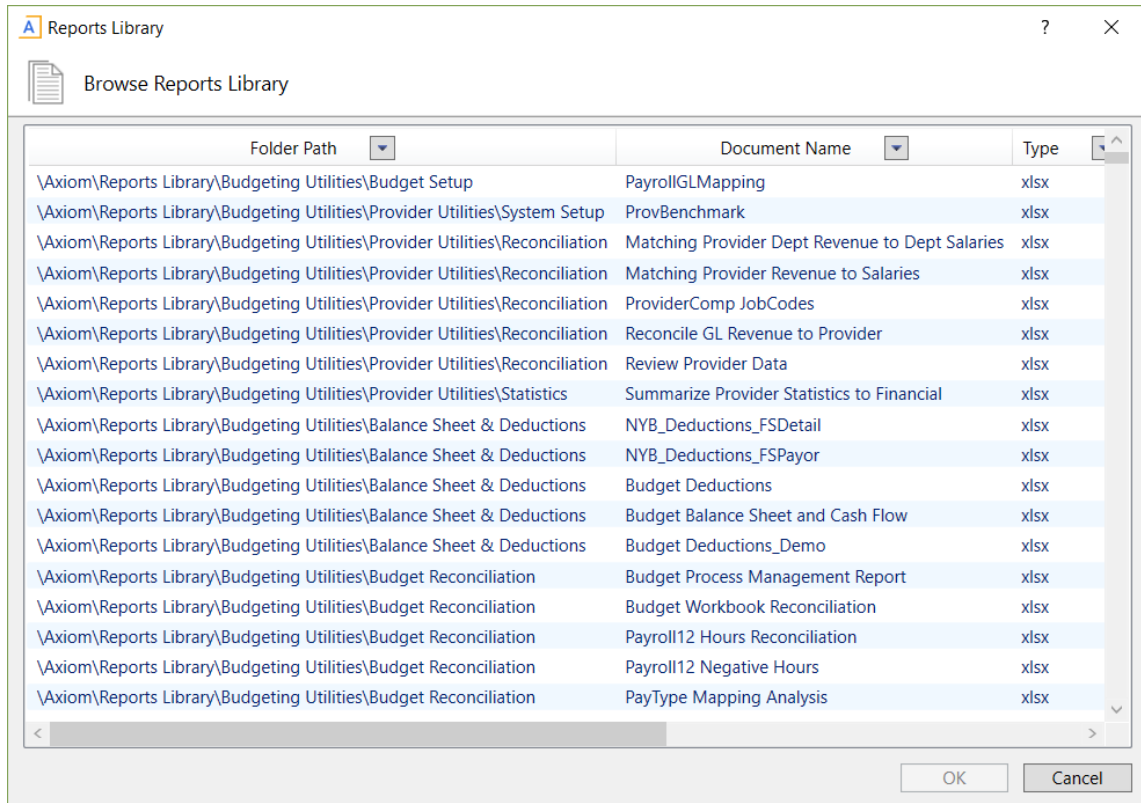 A Reports Library ?
Browse Reports Library
Folder Path Document Name Type
\Axiom\Reports Library\Budgeting Utilities\Budget Setup PayrollGLMapping xlsx
\Axiom\Reports Library\Budgeting Utilities\Provider Utilities\System Setup ProvBenchmark xlsx
\Axiom\Reports Library\Budgeting Utilities\Provider Utilities\Reconciliation Matching Provider Dept Revenue to Dept Salaries xlsx
\Axiom\Reports Library\Budgeting Utilities\Provider Utilities\Reconciliation Matching Provider Revenue to Salaries xlsx
\Axiom\Reports Library\Budgeting Utilities\Provider Utilities\Reconciliation ProviderComp JobCodes xlsx
\Axiom\Reports Library\Budgeting Utilities\Provider Utilities\Reconciliation Reconcile GL Revenue to Provider xlsx
\Axiom\Reports Library\Budgeting Utilities\Provider Utilities\Reconciliation Review Provider Data xlsx
\Axiom\Reports Library\Budgeting Utilities\Provider Utilities\Statistics Summarize Provider Statistics to Financial xlsx
\Axiom\Reports Library\Budgeting Utilities\Balance Sheet & Deductions NYB_Deductions_FSDetail xlsx
\Axiom\Reports Library\Budgeting Utilities\Balance Sheet & Deductions NYB_Deductions_FSPayor xlsx
\Axiom\Reports Library\Budgeting Utilities\Balance Sheet & Deductions Budget Deductions xlsx
\Axiom\Reports Library\Budgeting Utilities\Balance Sheet & Deductions Budget Balance Sheet and Cash Flow xlsx
\Axiom\Reports Library\Budgeting Utilities\Balance Sheet & Deductions Budget Deductions_Demo xlsx
\Axiom\Reports Library\Budgeting Utilities\Budget Reconciliation Budget Process Management Report xlsx
\Axiom\Reports Library\Budgeting Utilities\Budget Reconciliation Budget Workbook Reconciliation xlsx
\Axiom\Reports Library\Budgeting Utilities\Budget Reconciliation Payroll12 Hours Reconciliation xlsx
\Axiom\Reports Library\Budgeting Utilities\Budget Reconciliation Payroll12 Negative Hours xlsx
\Axiom\Reports Library\Budgeting Utilities\Budget Reconciliation PayType Mapping Analysis xlsx
OK Cancel